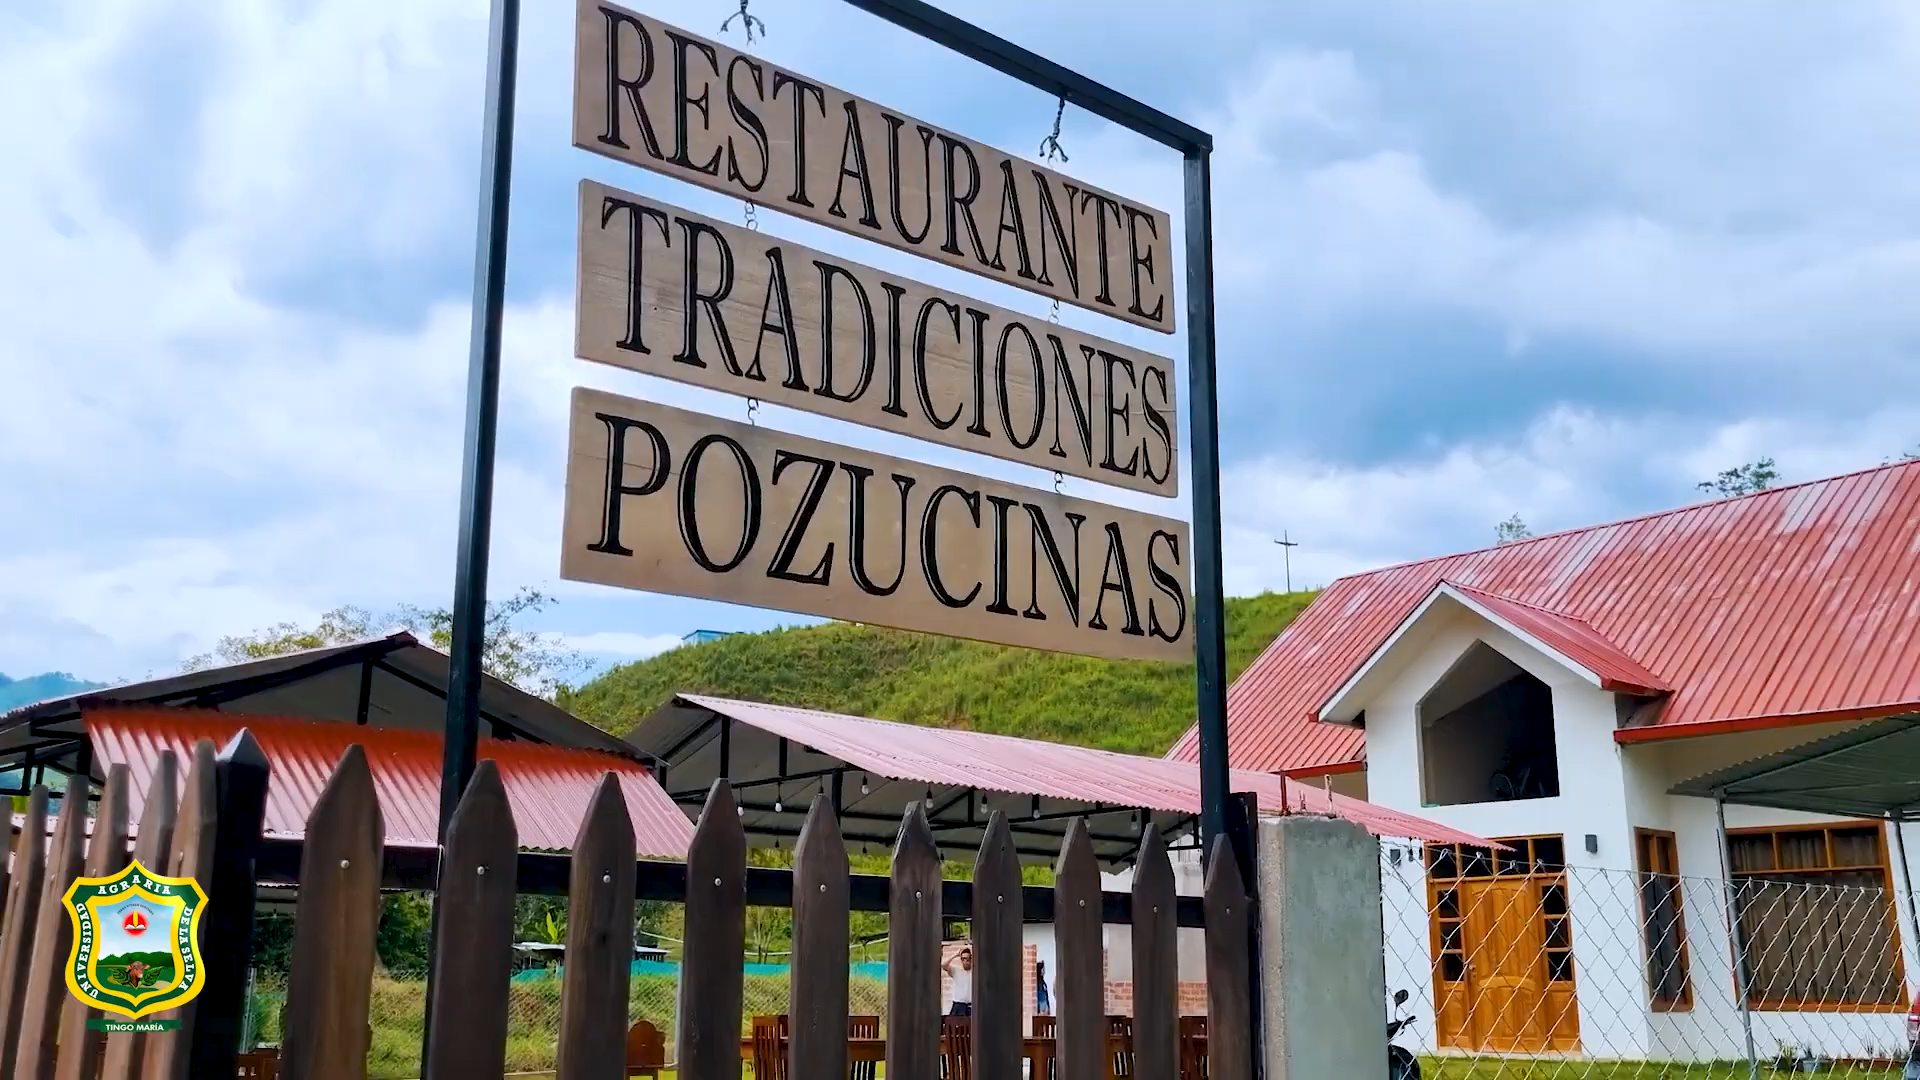 RESTAURANTE
TRADICIONES
POZUCINAS
UNIVERSIDAD AGRARIA DE LA SELVA
TINGO MARÍA